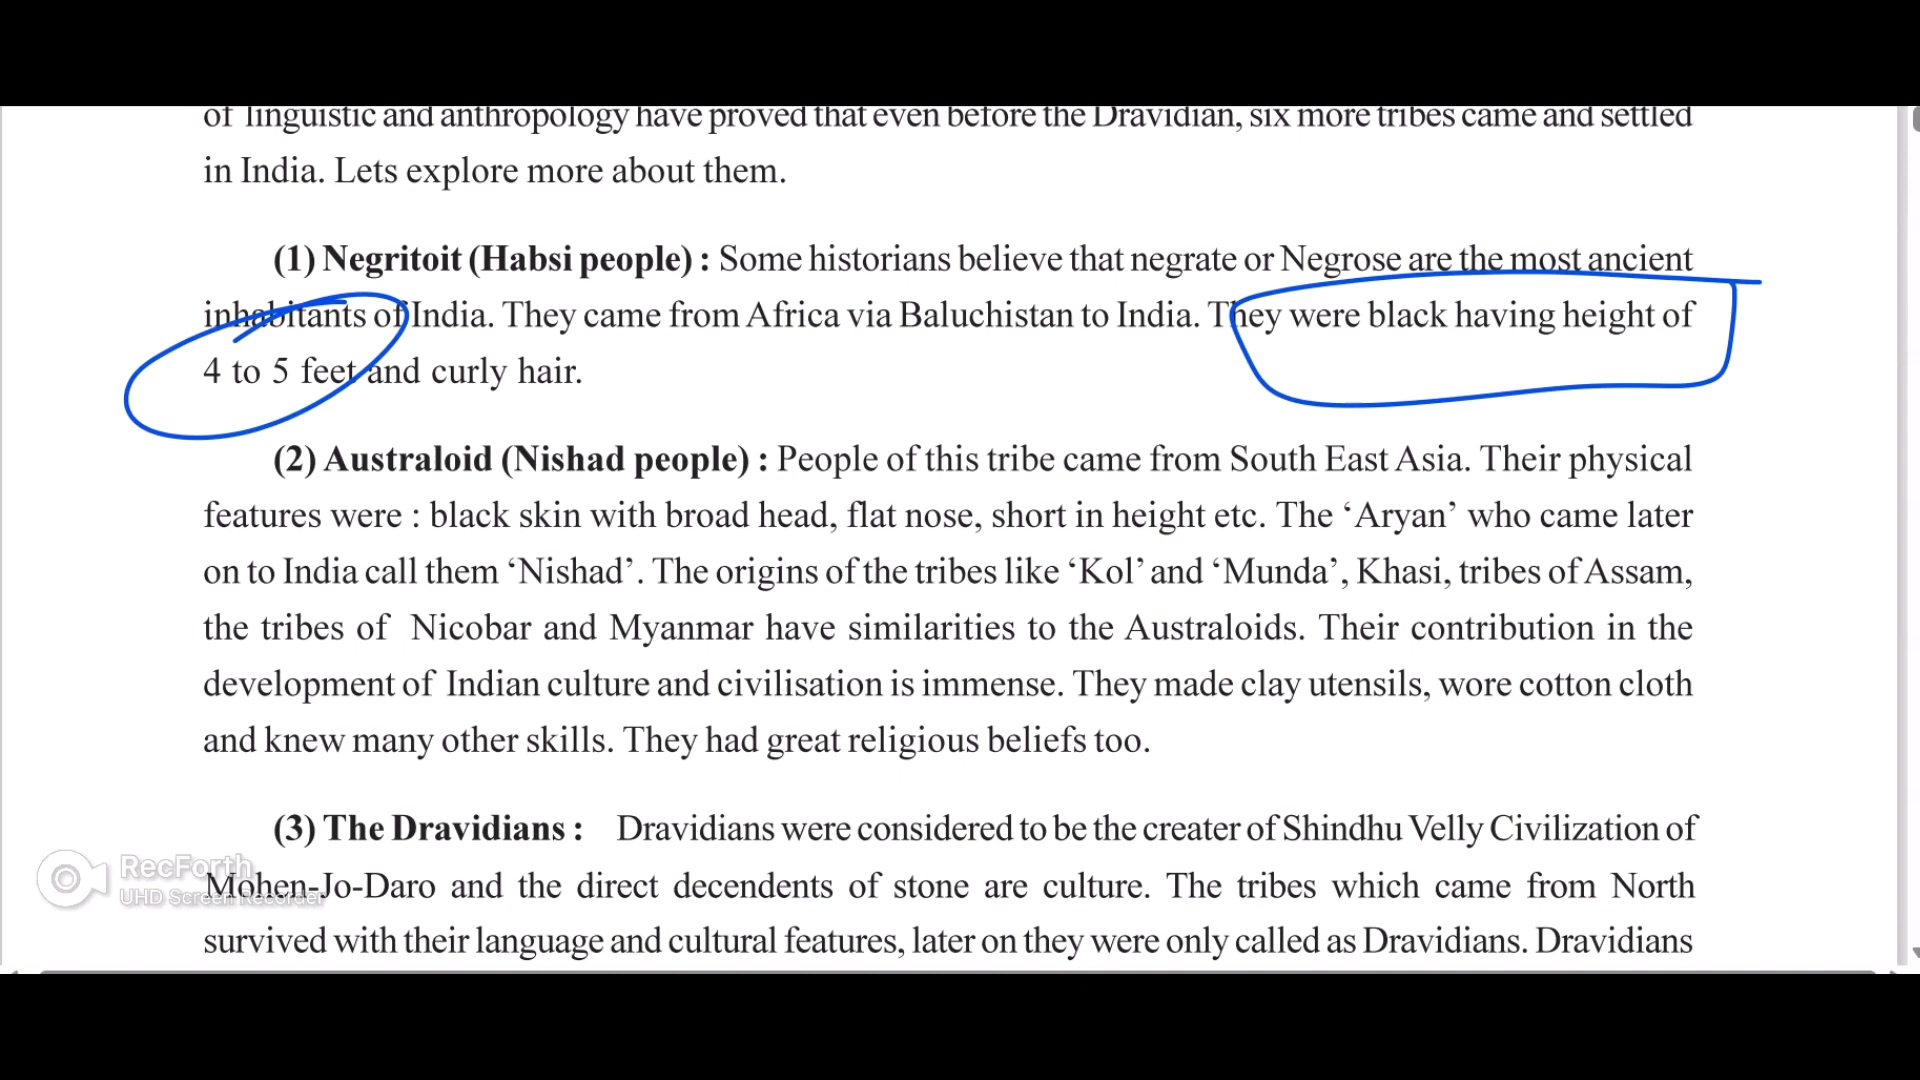 of linguistic and anthropology have proved that even before the Dravidian, six more tribes came and settled
in India. Lets explore more about them.
(1) Negritoit (Habsi people) : Some historians believe that negrate or Negrose are the most ancient
inhabitants of India. They came from Africa via Baluchistan to India. They were black having height of
4 to 5 feet and curly hair.
(2) Australoid (Nishad people) : People of this tribe came from South East Asia. Their physical
features were : black skin with broad head, flat nose, short in height etc. The ‘Aryan’ who came later
on to India call them ‘Nishad’. The origins of the tribes like ‘Kol’ and ‘Munda’, Khasi, tribes of Assam,
the tribes of Nicobar and Myanmar have similarities to the Australoids. Their contribution in the
development of Indian culture and civilisation is immense. They made clay utensils, wore cotton cloth
and knew many other skills. They had great religious beliefs too.
(3) The Dravidians : Dravidians were considered to be the creater of Shindhu Velly Civilization of
Mohen-Jo-Daro and the direct decendents of stone are culture. The tribes which came from North
survived with their language and cultural features, later on they were only called as Dravidians. Dravidians
RecForth
UHD Screen Recorder